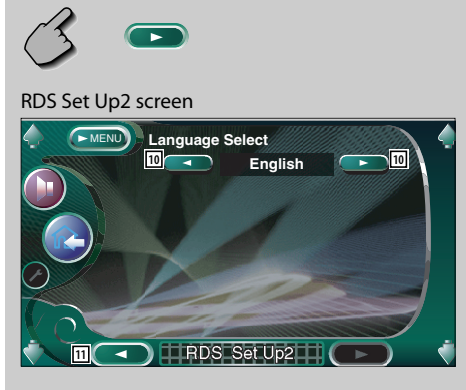 RDS Set Up2 screen
►MENU
Language Select
10 ◄ English ► 10
11 ◄ RDS Set Up2 ►